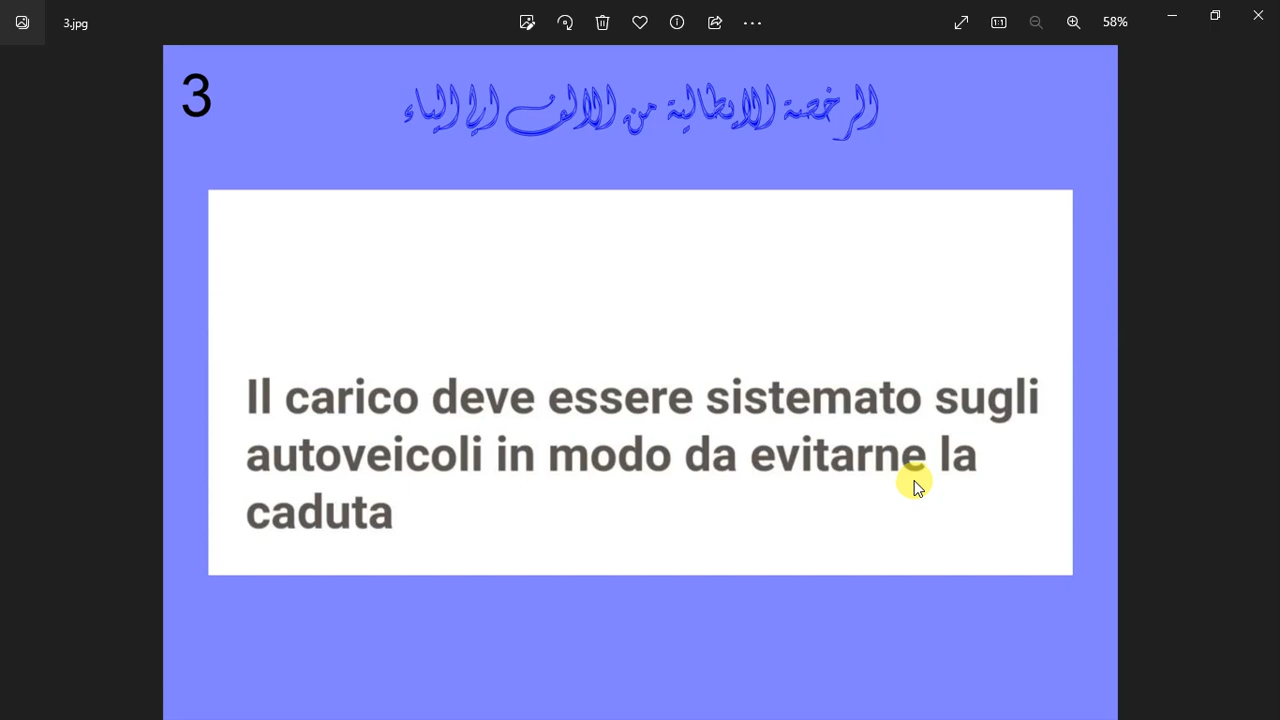 3.jpg
58%
3
الرخصة الايطالية من الالف الى الياء
Il carico deve essere sistemato sugli
autoveicoli in modo da evitarne la
caduta